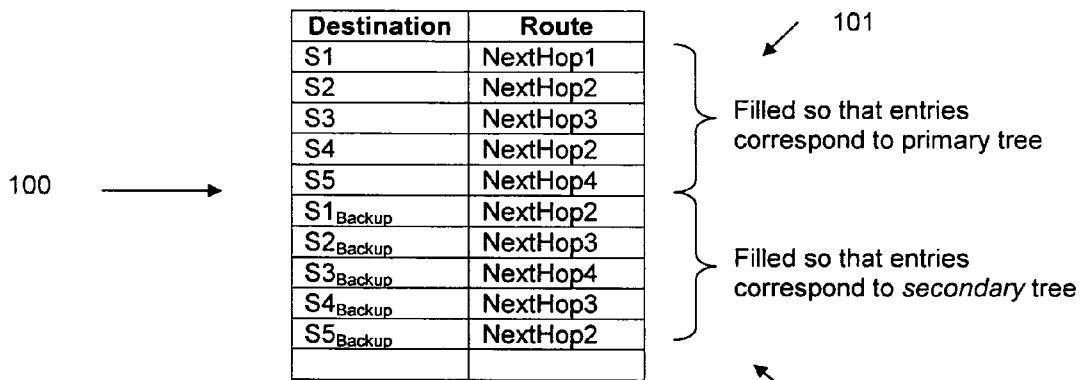 101
Destination Route
S1 NextHop1
S2 NextHop2
S3 NextHop3
S4 NextHop2
S5 NextHop4
S1Backup NextHop2
S2Backup NextHop3
S3Backup NextHop4
S4Backup NextHop3
S5Backup NextHop2
Filled so that entries
correspond to primary tree
100
Filled so that entries
correspond to secondary tree